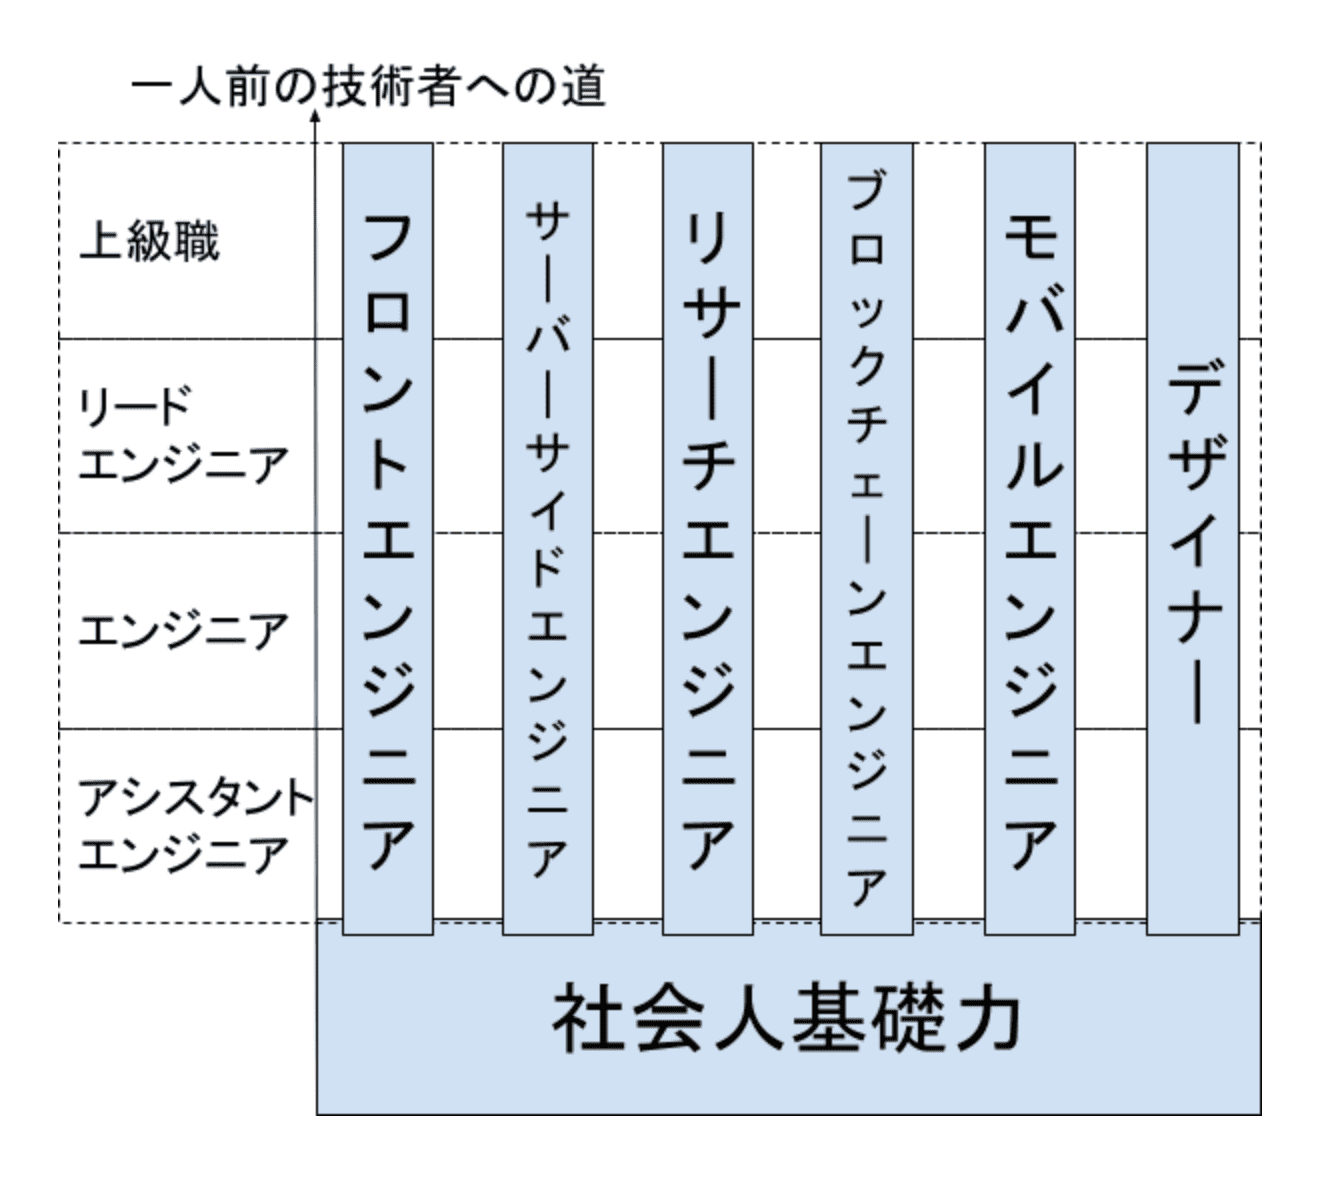 一人前の技術者への道
上級職
リード
エンジニア
エンジニア
アシスタント
エンジニア
フロントエンジニア
サーバーサイドエンジニア
リサーチエンジニア
ブロックチェーンエンジニア
モバイルエンジニア
デザイナー
社会人基礎力